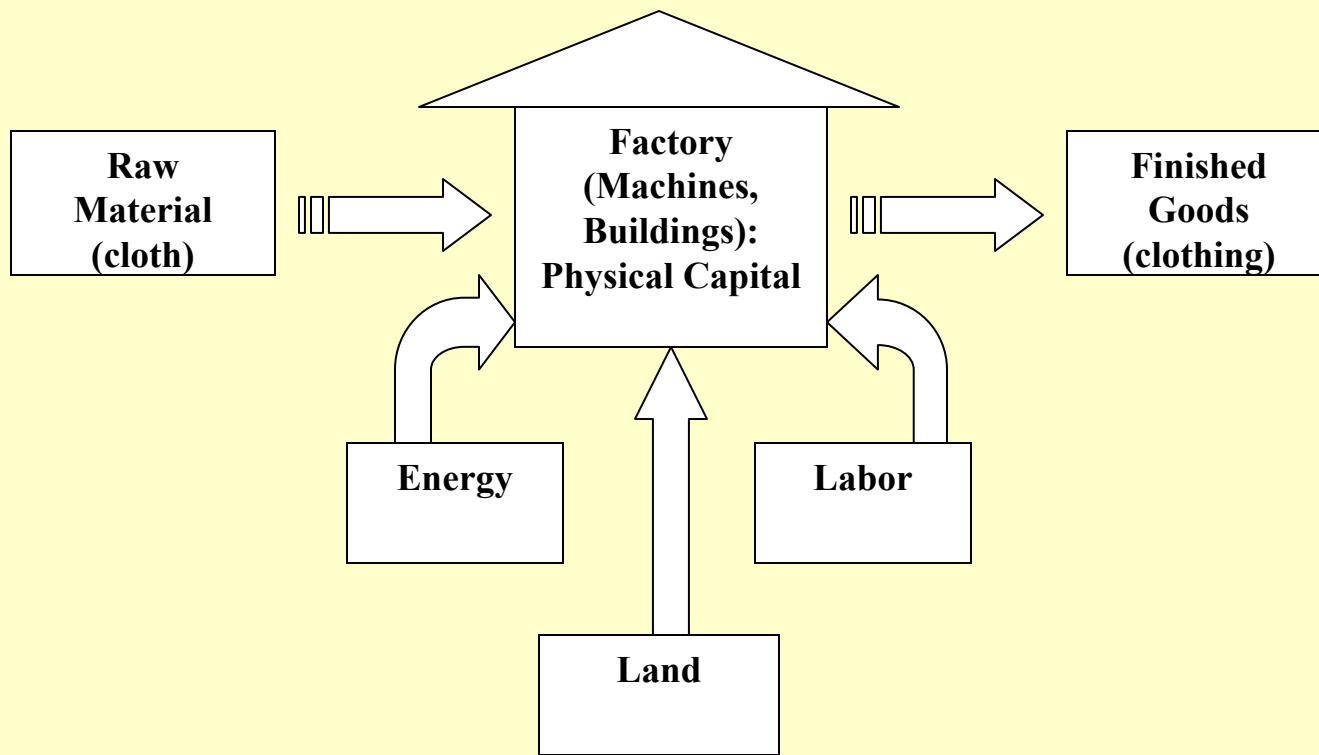 Raw
Material
(cloth)
Factory
(Machines,
Buildings):
Physical Capital
Finished
Goods
(clothing)
Energy
Labor
Land